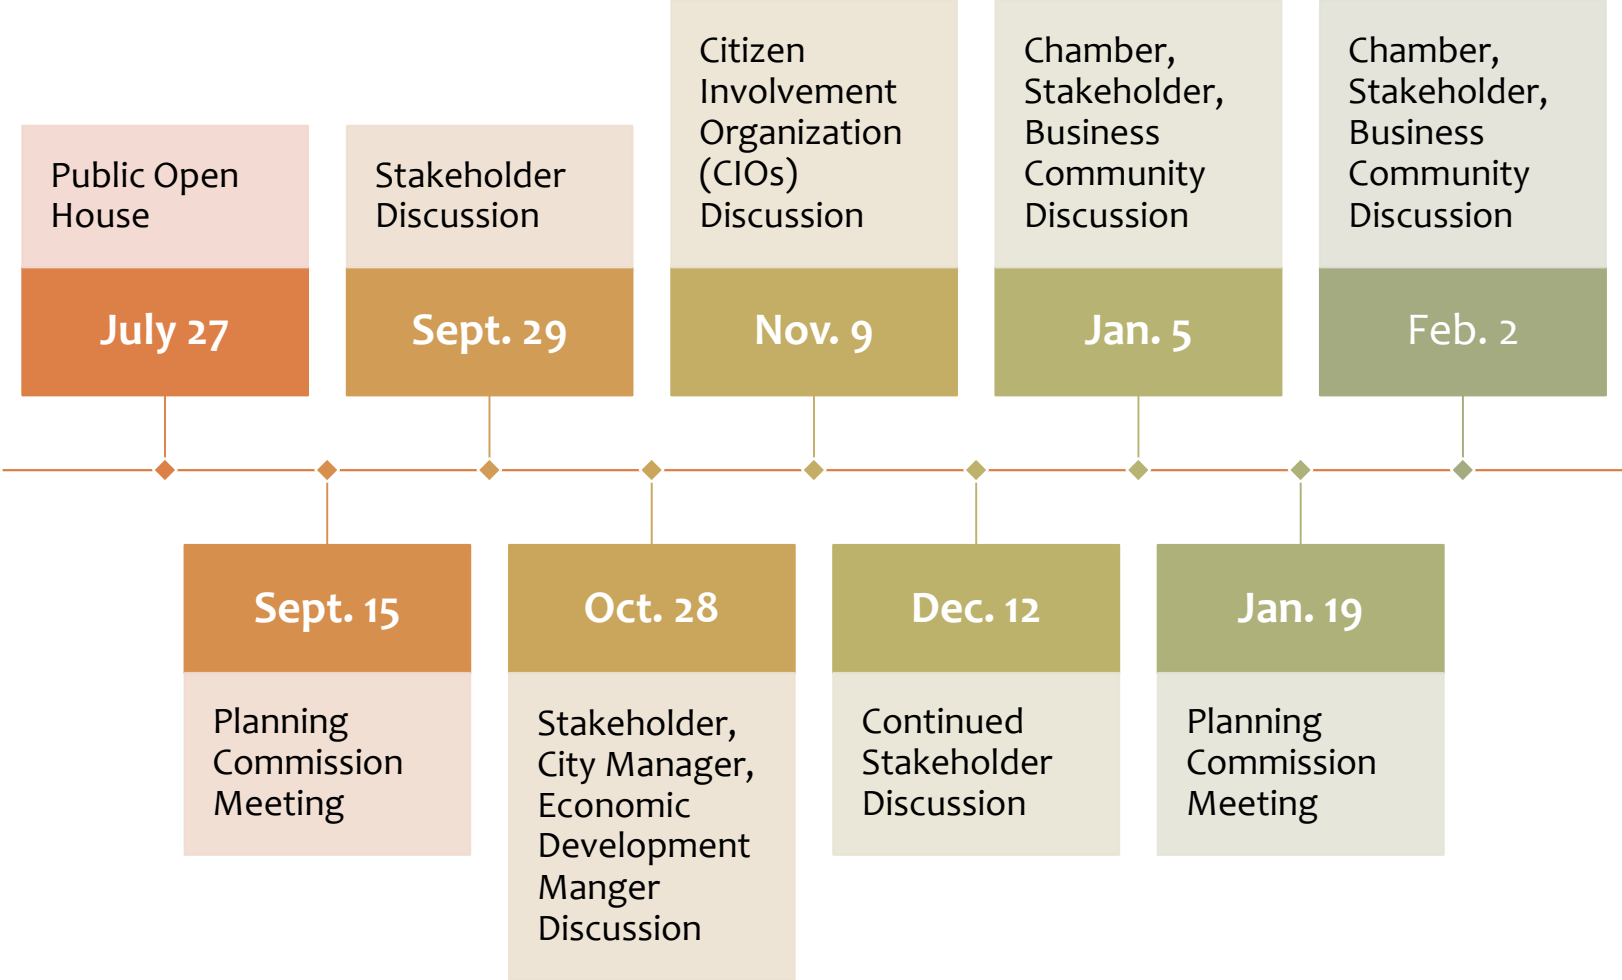 Public Open
House
July 27
Sept. 15
Planning
Commission
Meeting
Stakeholder
Discussion
Sept. 29
Oct. 28
Stakeholder,
City Manager,
Economic
Development
Manger
Discussion
Citizen
Involvement
Organization
(CIOs)
Discussion
Nov. 9
Dec. 12
Continued
Stakeholder
Discussion
Chamber,
Stakeholder,
Business
Community
Discussion
Jan. 5
Jan. 19
Planning
Commission
Meeting
Chamber,
Stakeholder,
Business
Community
Discussion
Feb. 2